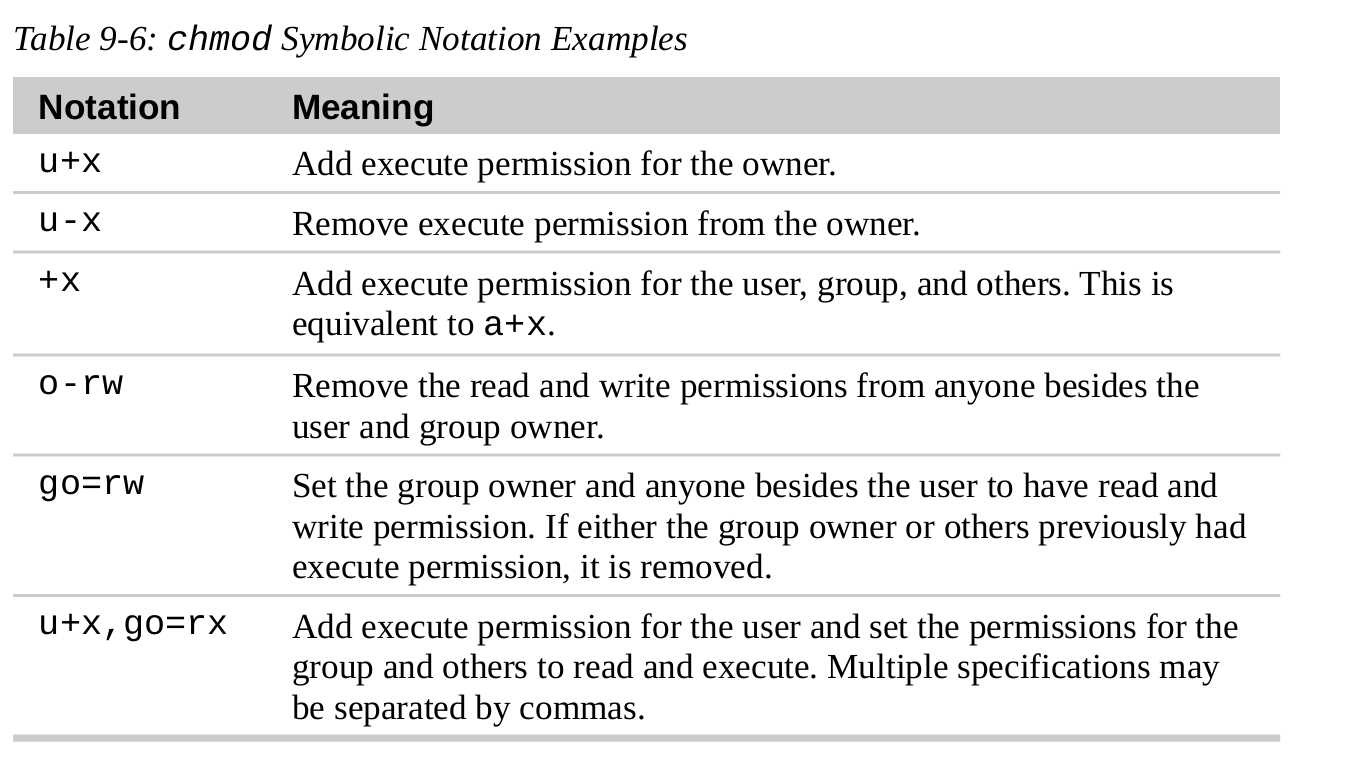 Table 9-6: chmod Symbolic Notation Examples
Notation Meaning
u+x Add execute permission for the owner.
u-x Remove execute permission from the owner.
+x Add execute permission for the user, group, and others. This is
equivalent to a+x.
o-rw Remove the read and write permissions from anyone besides the
user and group owner.
go=rw Set the group owner and anyone besides the user to have read and
write permission. If either the group owner or others previously had
execute permission, it is removed.
u+x,go=rx Add execute permission for the user and set the permissions for the
group and others to read and execute. Multiple specifications may
be separated by commas.